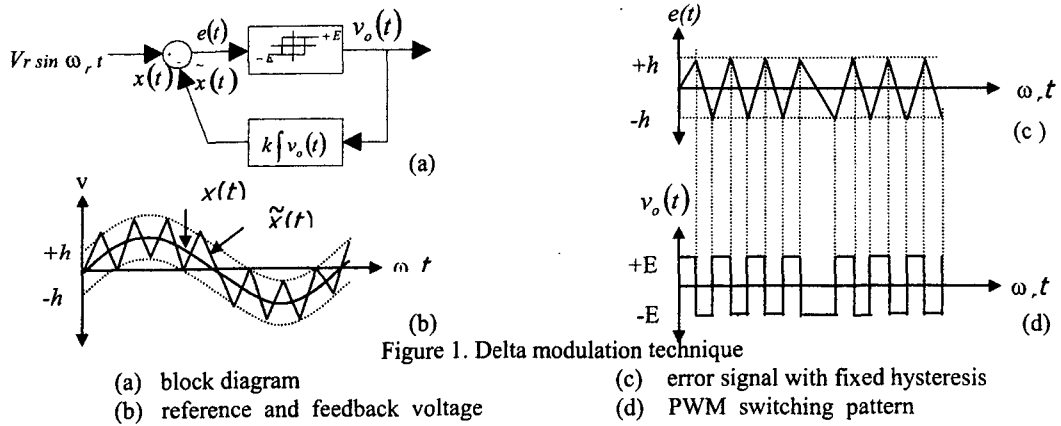 Vr sin ω_r t
x(t)
e(t)
x̃(t)
+E
-E
v_o(t)
k∫v_o(t)
(a)
v
x(t)
x̃(t)
+h
-h
ω t
(b)
e(t)
+h
-h
ω_r t
(c )
v_o(t)
+E
-E
ω_r t
(d)
Figure 1. Delta modulation technique
(a) block diagram
(b) reference and feedback voltage
(c) error signal with fixed hysteresis
(d) PWM switching pattern